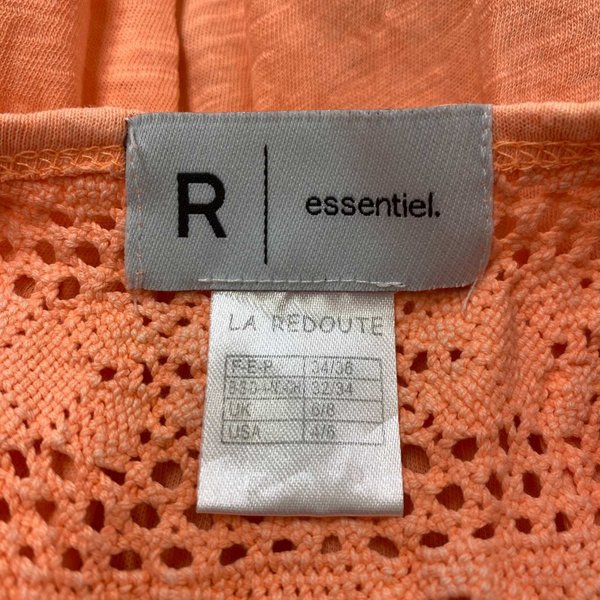 R | essentiel.
LA REDOUTE
F-E-P 34/36
32/34
UK 6/8
USA 4/6